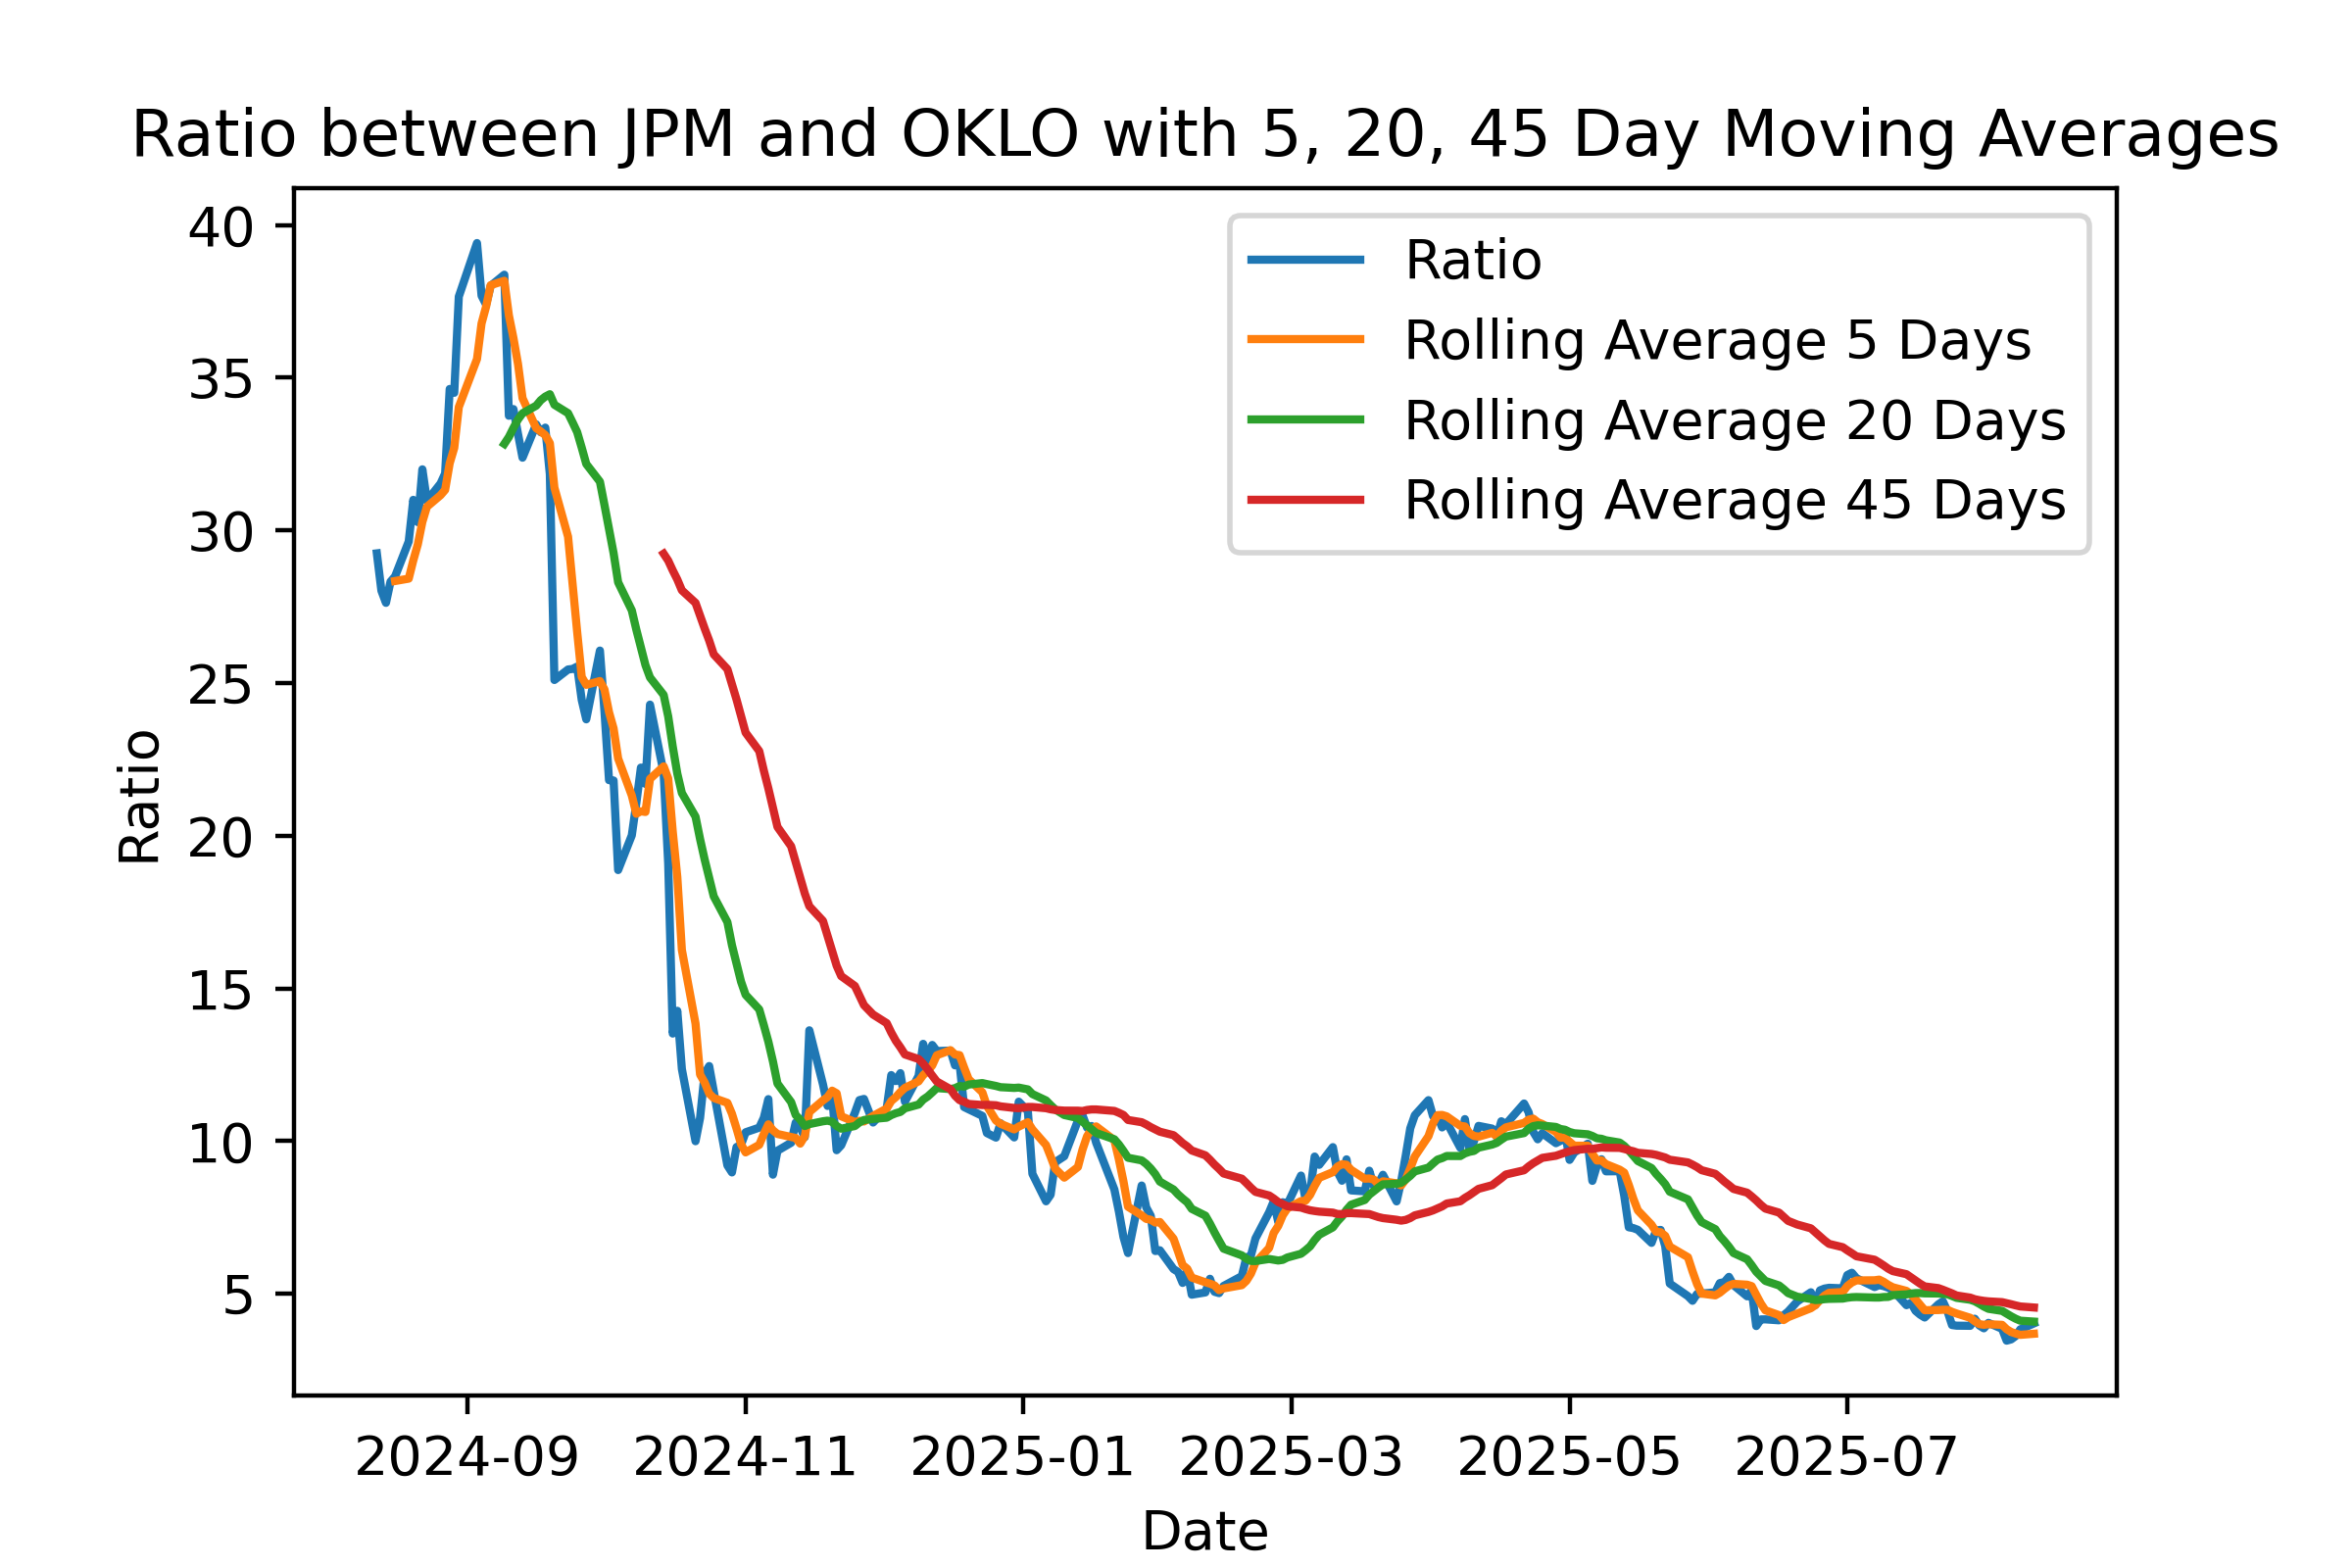 Ratio between JPM and OKLO with 5, 20, 45 Day Moving Averages
40
35
30
25
20
15
10
5
Ratio
Ratio
Rolling Average 5 Days
Rolling Average 20 Days
Rolling Average 45 Days
2024-09
2024-11
2025-01
2025-03
2025-05
2025-07
Date